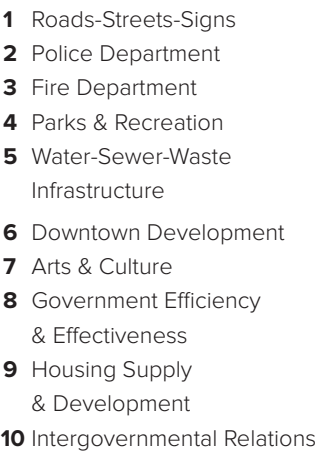 1 Roads-Streets-Signs
2 Police Department
3 Fire Department
4 Parks & Recreation
5 Water-Sewer-Waste
Infrastructure
6 Downtown Development
7 Arts & Culture
8 Government Efficiency
& Effectiveness
9 Housing Supply
& Development
10 Intergovernmental Relations